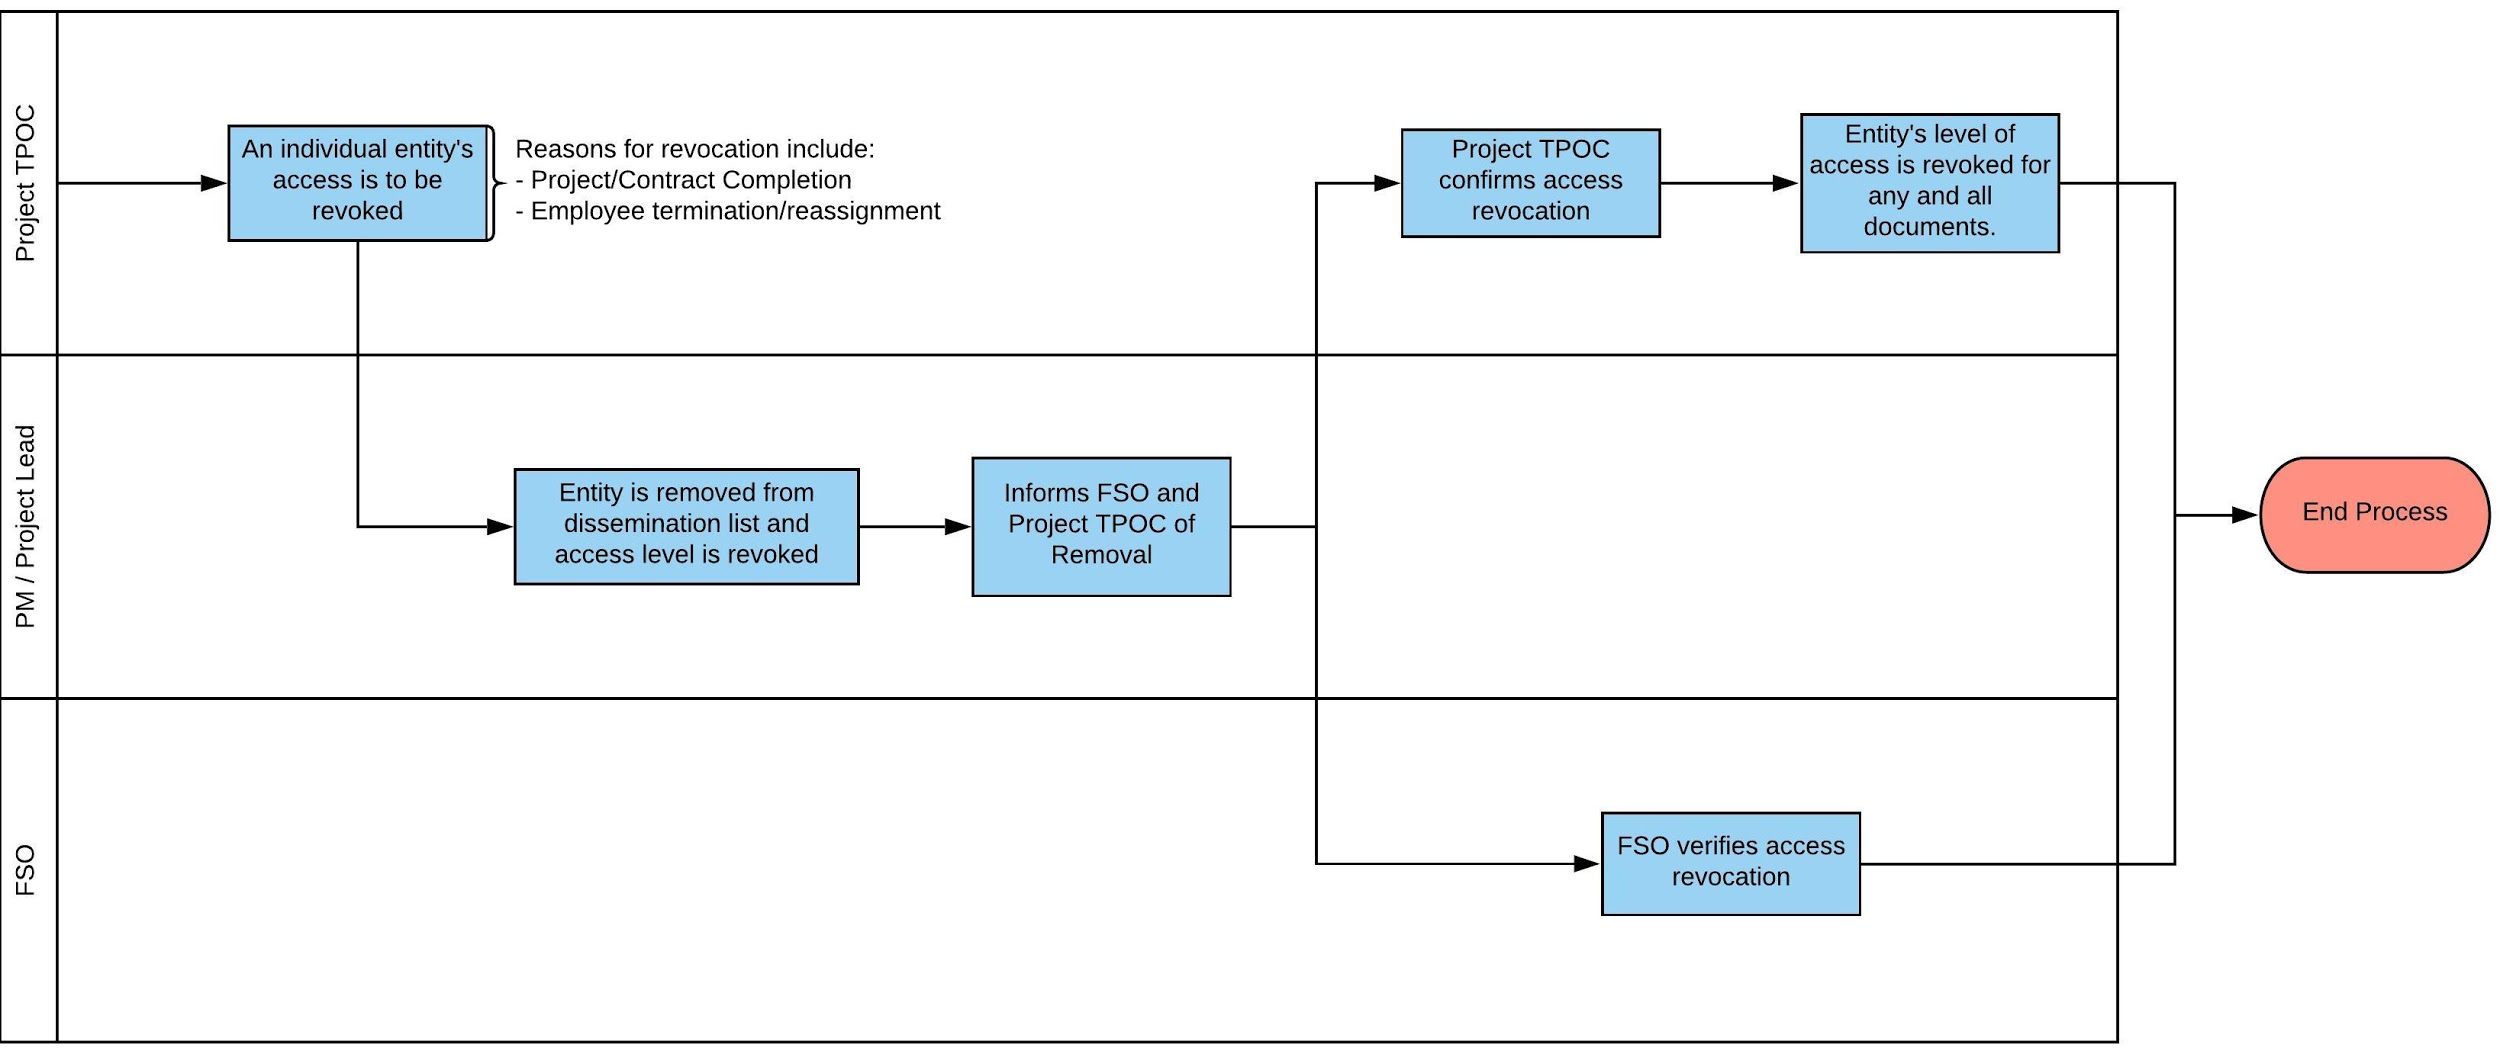 Project TPOC
An individual entity's
access is to be
revoked
Reasons for revocation include:
- Project/Contract Completion
- Employee termination/reassignment
Project TPOC
confirms access
revocation
Entity's level of
access is revoked for
any and all
documents.
PM / Project Lead
Entity is removed from
dissemination list and
access level is revoked
Informs FSO and
Project TPOC of
Removal
End Process
FSO
FSO verifies access
revocation